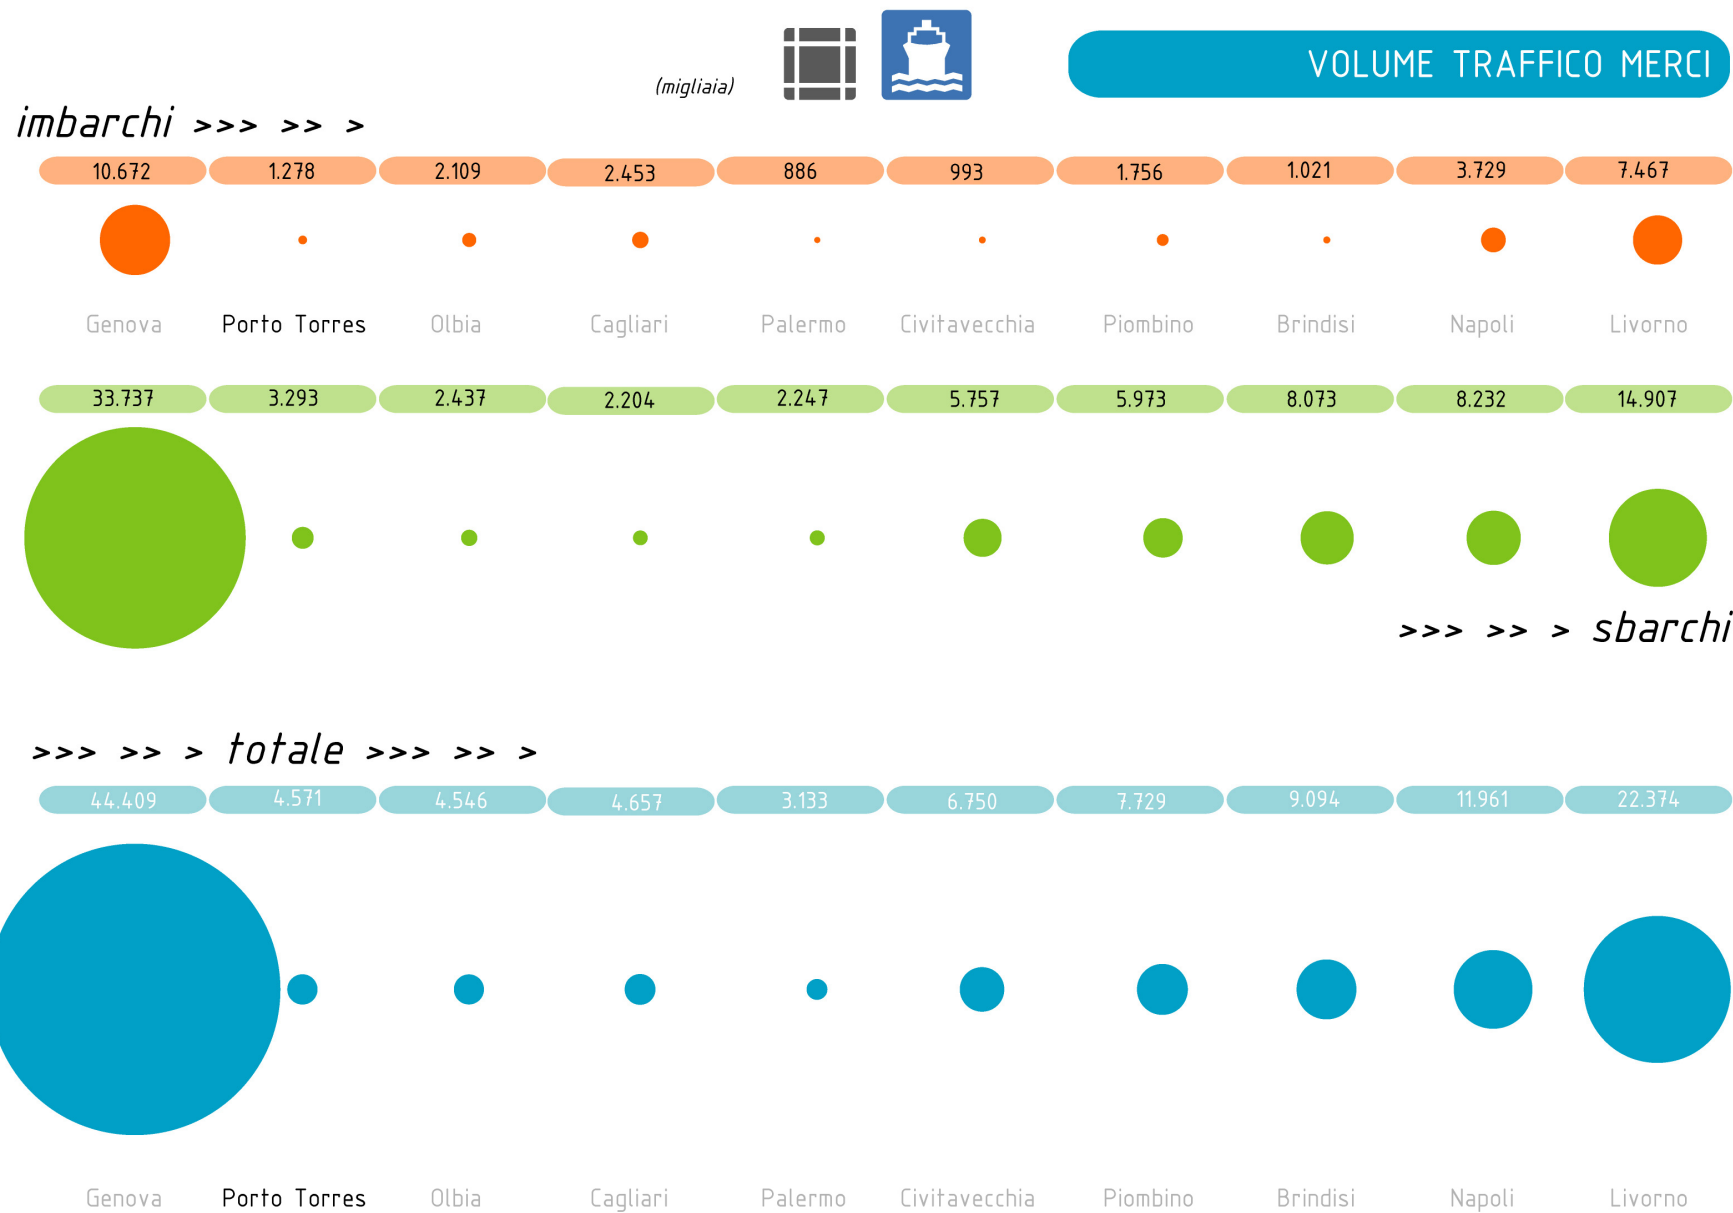 VOLUME TRAFFICO MERCI
(migliaia)
imbarchi >>> >> >
10.672 1.278 2.109 2.453 886 993 1.756 1.021 3.729 7.467
Genova Porto Torres Olbia Cagliari Palermo Civitavecchia Piombino Brindisi Napoli Livorno
33.737 3.293 2.437 2.204 2.247 5.757 5.973 8.073 8.232 14.907
>>> >> > sbarchi
>>> >> > totale >>> >> >
44.409 4.571 4.546 4.657 3.133 6.750 7.729 9.094 11.961 22.374
Genova Porto Torres Olbia Cagliari Palermo Civitavecchia Piombino Brindisi Napoli Livorno